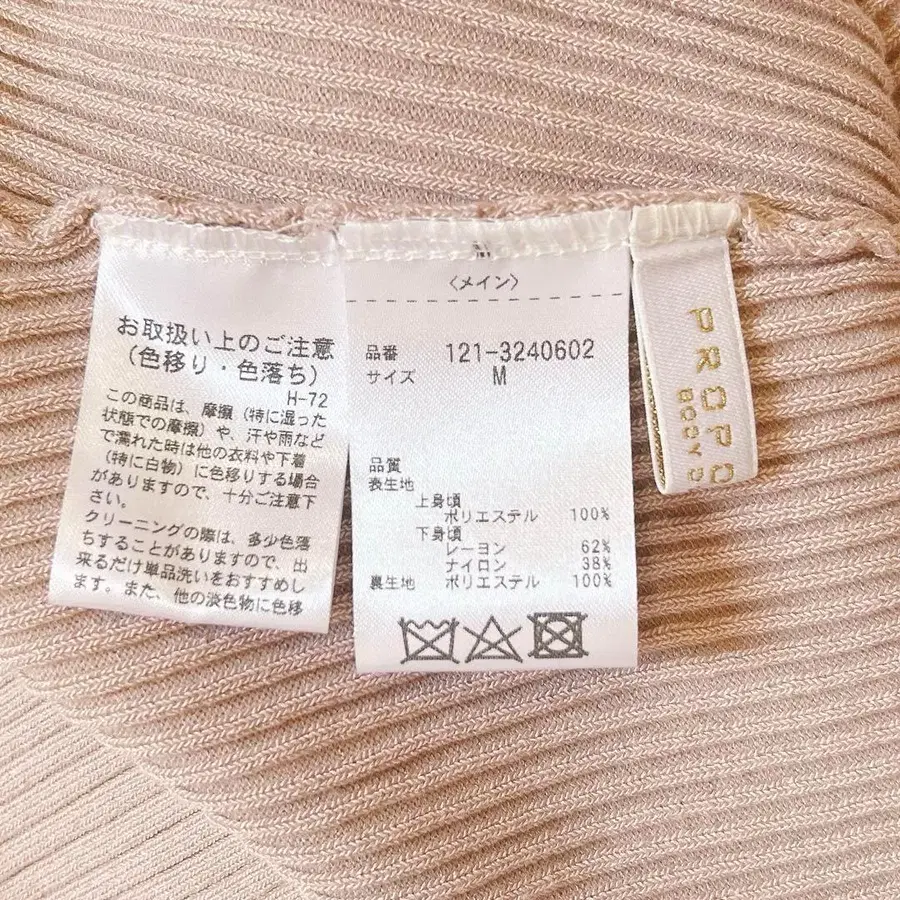 お取扱い上のご注意
(色移り・色落ち)
H-72
この商品は、摩擦(特に湿った
状態での摩擦)や、汗や雨など
で濡れた時は他の衣料や下着
(特に白物)に色移りする場合
がありますので、十分ご注意下
さい。
クリーニングの際は、多少色落
ちすることがありますので、出
来るだけ単品洗いをおすすめし
ます。また、他の淡色物に色移
〈メイン〉
品番 121-3240602
サイズ M
品質
表生地
上身頃
ポリエステル 100%
下身頃
レーヨン 62%
ナイロン 38%
裏生地 ポリエステル 100%
PROPO
BODY D